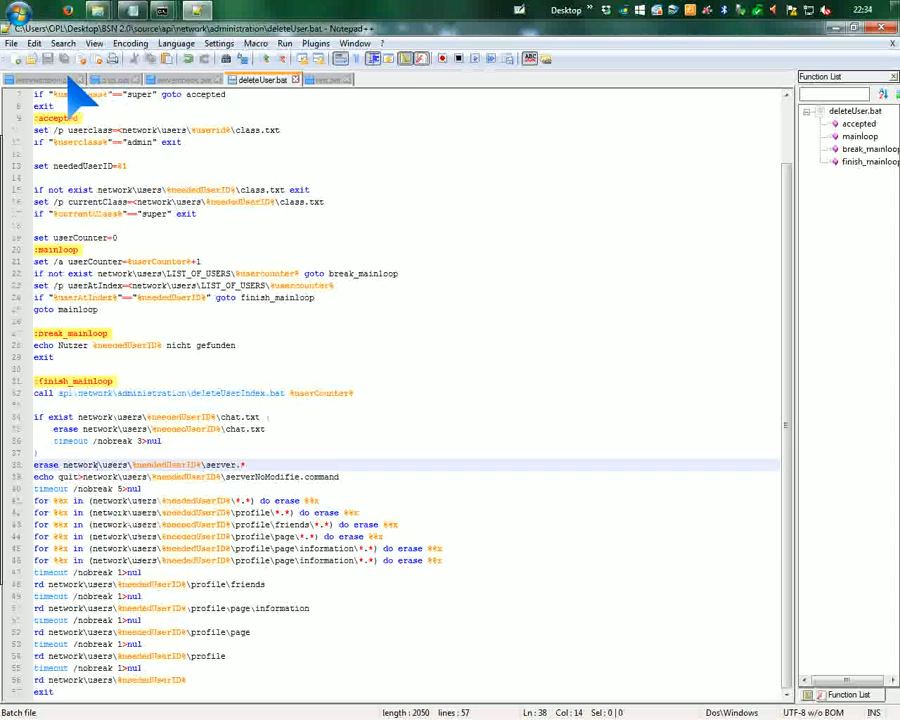 Desktop
22:34
C:\Users\OPL\Desktop\BSN 2.0\source\api\network\administration\deleteUser.bat - Notepad++
File Edit Search View Encoding Language Settings Macro Run Plugins Window ?
X
deleteUser.bat
if "%userclass%"=="super" goto accepted
exit
:accepted
set /p userclass=<network\users\%userid%\class.txt
if "%userclass%"=="admin" exit
set neededUserID=%1
if not exist network\users\%neededUserID%\class.txt exit
set /p currentClass=<network\users\%neededUserID%\class.txt
if "%currentClass%"=="super" exit
set userCounter=0
:mainloop
set /a userCounter=%userCounter%+1
if not exist network\users\LIST_OF_USERS\%usercounter% goto break_mainloop
set /p userAtIndex=<network\users\LIST_OF_USERS\%usercounter%
if "%userAtIndex%"=="%neededUserID%" goto finish_mainloop
goto mainloop
:break_mainloop
echo Nutzer %neededUserID% nicht gefunden
exit
:finish_mainloop
call api\network\administration\deleteUserIndex.bat %userCounter%
if exist network\users\%neededUserID%\chat.txt (
erase network\users\%neededUserID%\chat.txt
timeout /nobreak 3>nul
)
erase network\users\%neededUserID%\server.*
echo quit>network\users\%neededUserID%\serverNoModifie.command
timeout /nobreak 5>nul
for %%x in (network\users\%neededUserID%\*.*) do erase %%x
for %%x in (network\users\%neededUserID%\profile\*.*) do erase %%x
for %%x in (network\users\%neededUserID%\profile\friends\*.*) do erase %%x
for %%x in (network\users\%neededUserID%\profile\page\*.*) do erase %%x
for %%x in (network\users\%neededUserID%\profile\page\information\*.*) do erase %%x
for %%x in (network\users\%neededUserID%\profile\page\information\*.*) do erase %%x
timeout /nobreak 1>nul
rd network\users\%neededUserID%\profile\friends
timeout /nobreak 1>nul
rd network\users\%neededUserID%\profile\page\information
timeout /nobreak 1>nul
rd network\users\%neededUserID%\profile\page
timeout /nobreak 1>nul
rd network\users\%neededUserID%\profile
timeout /nobreak 1>nul
rd network\users\%neededUserID%
exit
Function List
deleteUser.bat
accepted
mainloop
break_mainloop
finish_mainloop
Function List
Batch file length : 2050 lines : 57 Ln : 38 Col : 14 Sel : 0 | 0 Dos\Windows UTF-8 w/o BOM INS